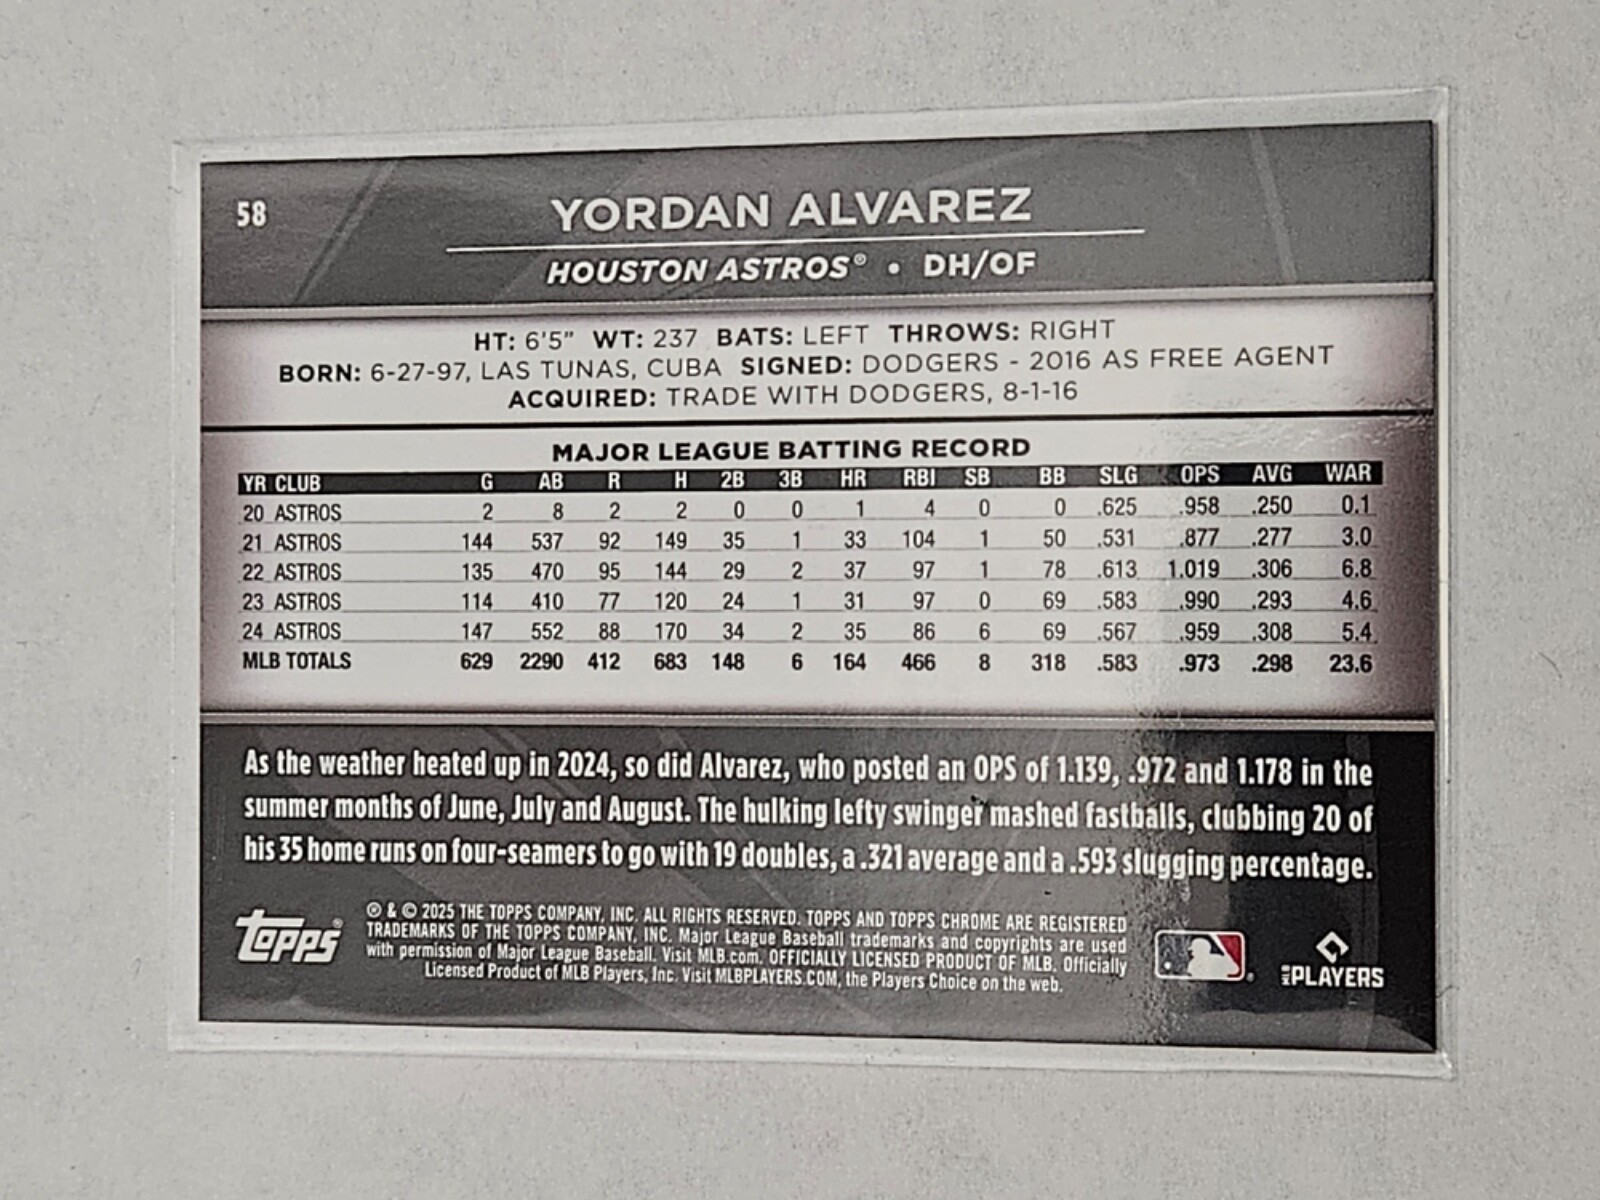 58
YORDAN ALVAREZ
HOUSTON ASTROS® • DH/OF
HT: 6'5" WT: 237 BATS: LEFT THROWS: RIGHT
BORN: 6-27-97, LAS TUNAS, CUBA SIGNED: DODGERS - 2016 AS FREE AGENT
ACQUIRED: TRADE WITH DODGERS, 8-1-16
MAJOR LEAGUE BATTING RECORD
YR CLUB G AB R H 2B 3B HR RBI SB BB SLG OPS AVG WAR
20 ASTROS 2 8 2 2 0 0 1 4 0 0 .625 .958 .250 0.1
21 ASTROS 144 537 92 149 35 1 33 104 1 50 .531 .877 .277 3.0
22 ASTROS 135 470 95 144 29 2 37 97 1 78 .613 1.019 .306 6.8
23 ASTROS 114 410 77 120 24 1 31 97 0 69 .583 .990 .293 4.6
24 ASTROS 147 552 88 170 34 2 35 86 6 69 .567 .959 .308 5.4
MLB TOTALS 629 2290 412 683 148 6 164 466 8 318 .583 .973 .298 23.6
As the weather heated up in 2024, so did Alvarez, who posted an OPS of 1.139, .972 and 1.178 in the
summer months of June, July and August. The hulking lefty swinger mashed fastballs, clubbing 20 of
his 35 home runs on four-seamers to go with 19 doubles, a .321 average and a .593 slugging percentage.
topps®
® & © 2025 THE TOPPS COMPANY, INC. ALL RIGHTS RESERVED. TOPPS AND TOPPS CHROME ARE REGISTERED
TRADEMARKS OF THE TOPPS COMPANY, INC. Major League Baseball trademarks and copyrights are used
with permission of Major League Baseball. Visit MLB.com. OFFICIALLY LICENSED PRODUCT OF MLB. Officially
Licensed Product of MLB Players, Inc. Visit MLBPLAYERS.COM, the Players Choice on the web.
MLB PLAYERS